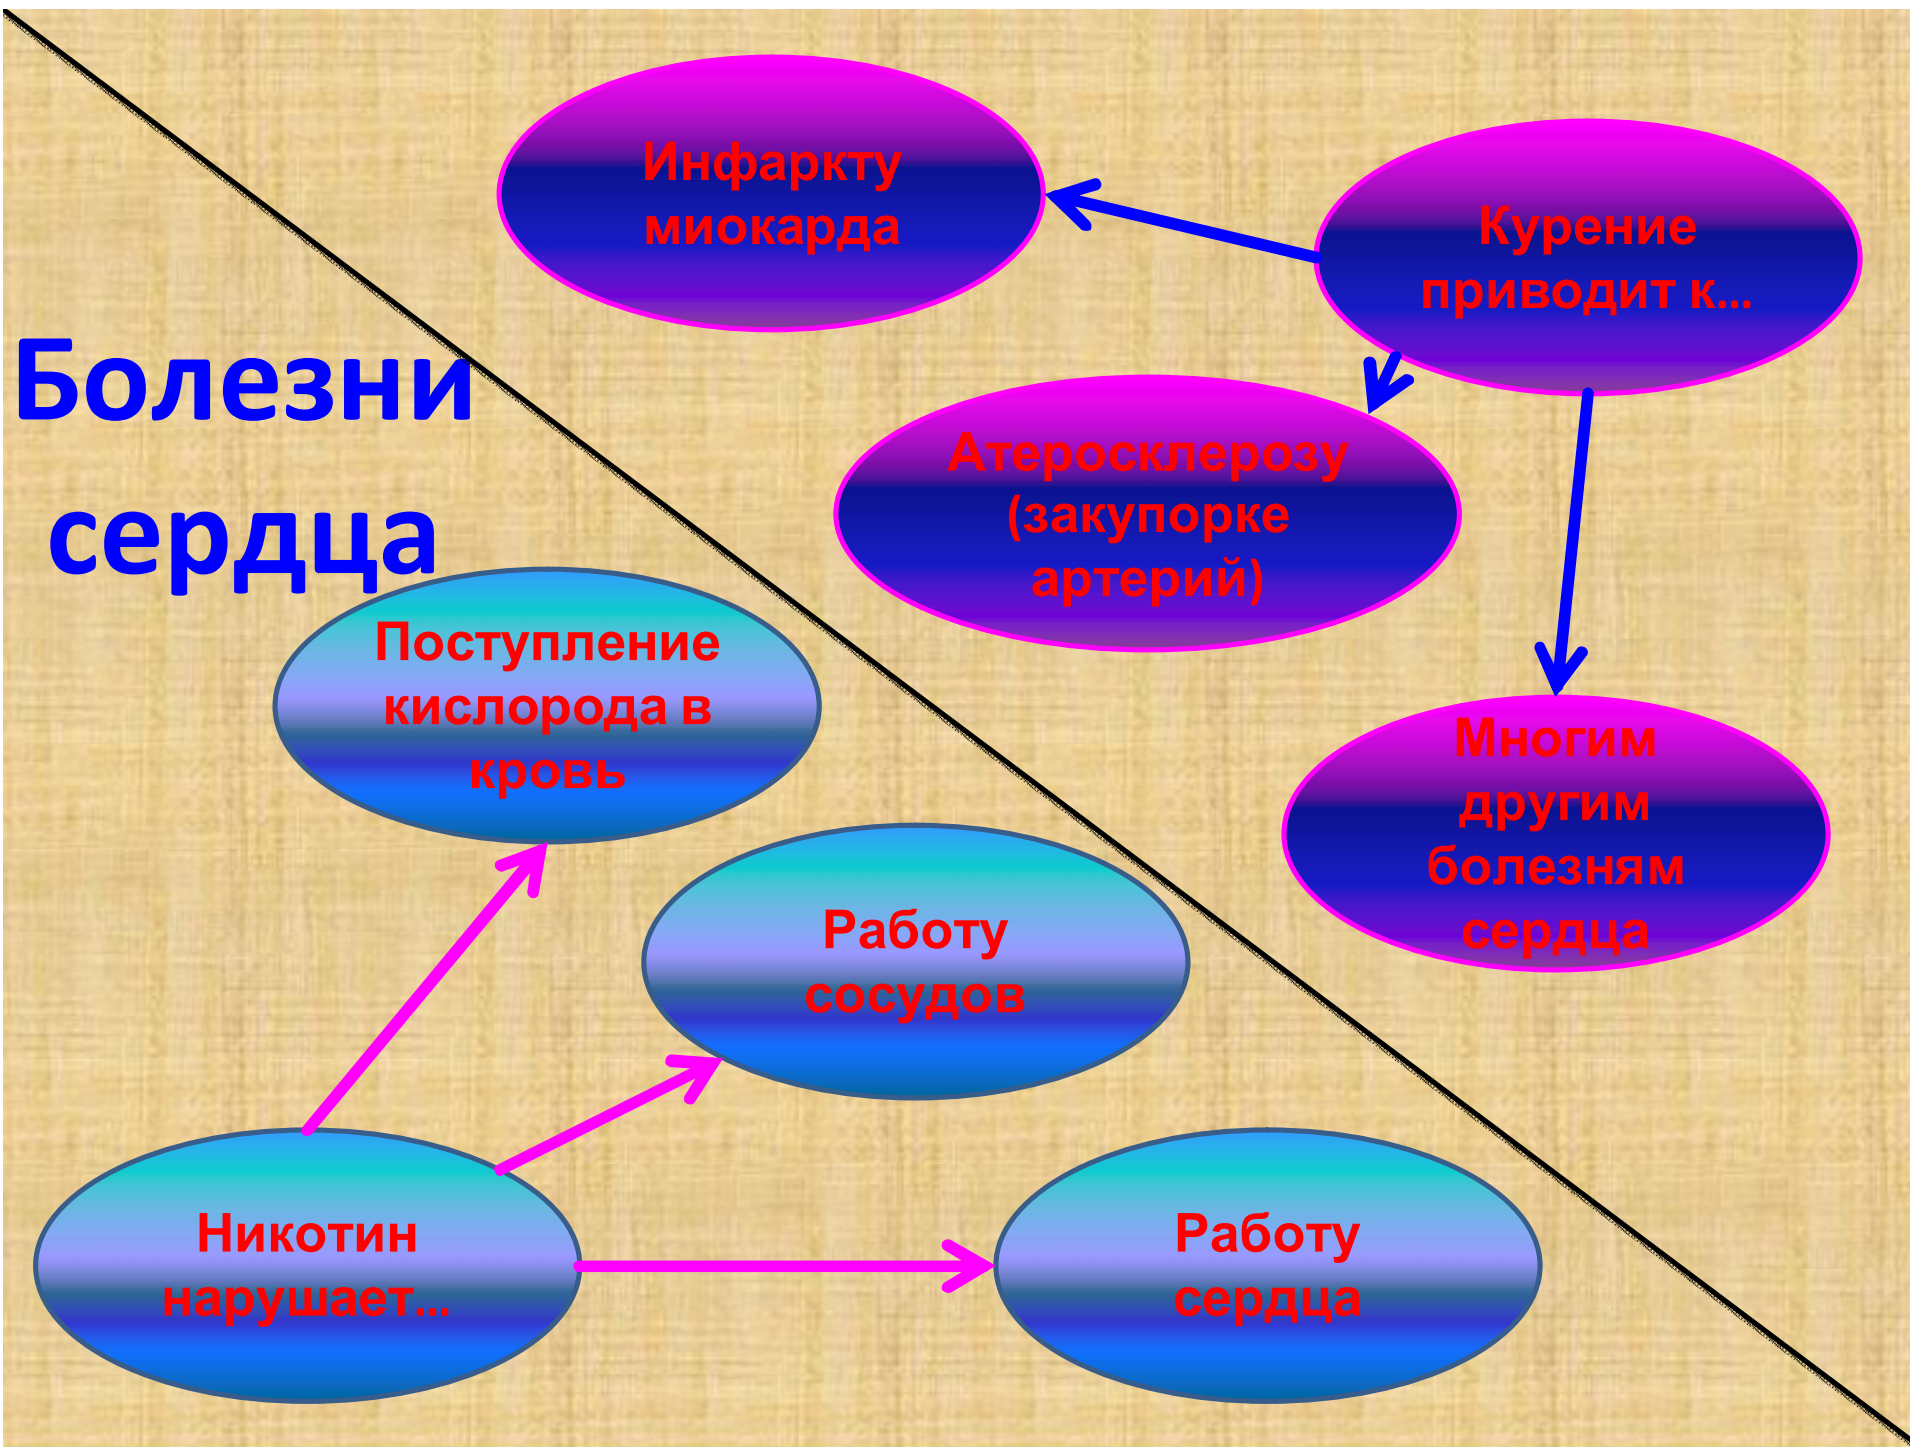 Болезни
сердца
Инфаркту
миокарда
Курение
приводит к...
Атеросклерозу
(закупорке
артерий)
Многим
другим
болезням
сердца
Поступление
кислорода в
кровь
Работу
сосудов
Никотин
нарушает...
Работу
сердца